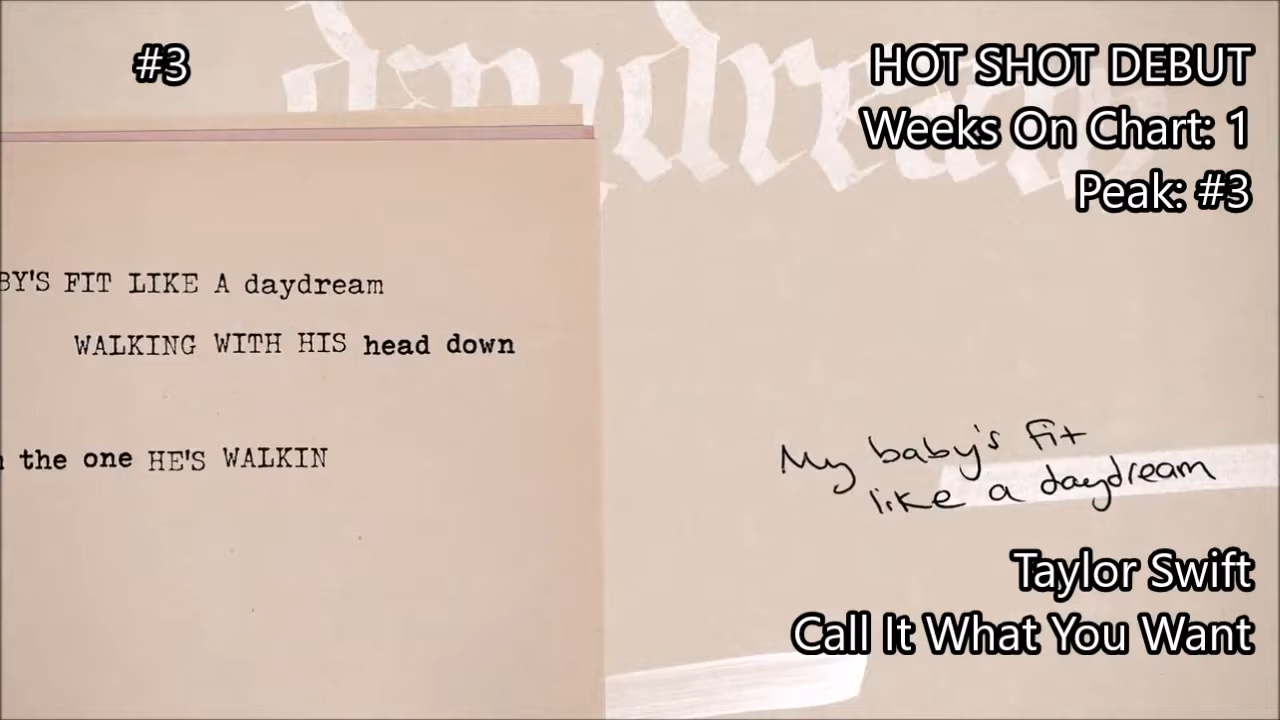 #3
daydream
HOT SHOT DEBUT
Weeks On Chart: 1
Peak: #3
BY'S FIT LIKE A daydream
WALKING WITH HIS head down
the one HE'S WALKIN
My baby's fit
like a daydream
Taylor Swift
Call It What You Want